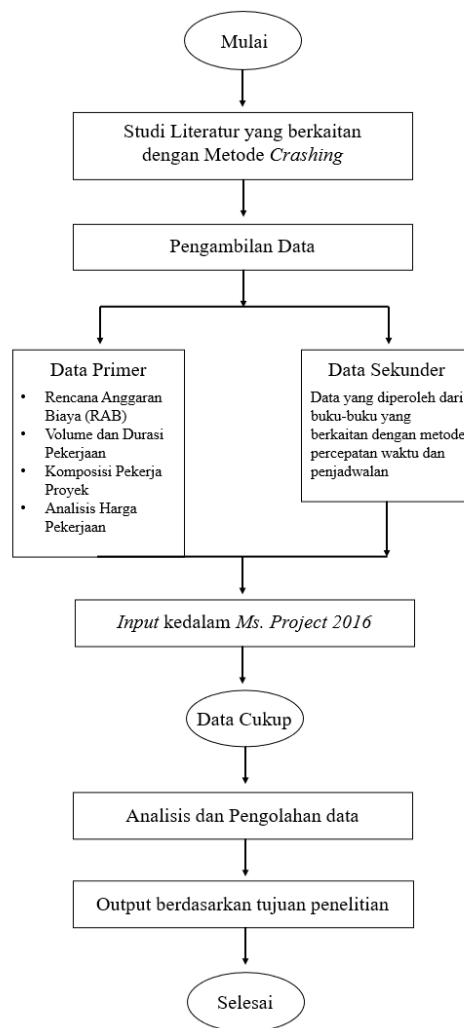 Mulai
Studi Literatur yang berkaitan
dengan Metode Crashing
Pengambilan Data
Data Primer
• Rencana Anggaran
Biaya (RAB)
• Volume dan Durasi
Pekerjaan
• Komposisi Pekerja
Proyek
• Analisis Harga
Pekerjaan
Data Sekunder
Data yang diperoleh dari
buku-buku yang
berkaitan dengan metode
percepatan waktu dan
penjadwalan
Input kedalam Ms. Project 2016
Data Cukup
Analisis dan Pengolahan data
Output berdasarkan tujuan penelitian
Selesai